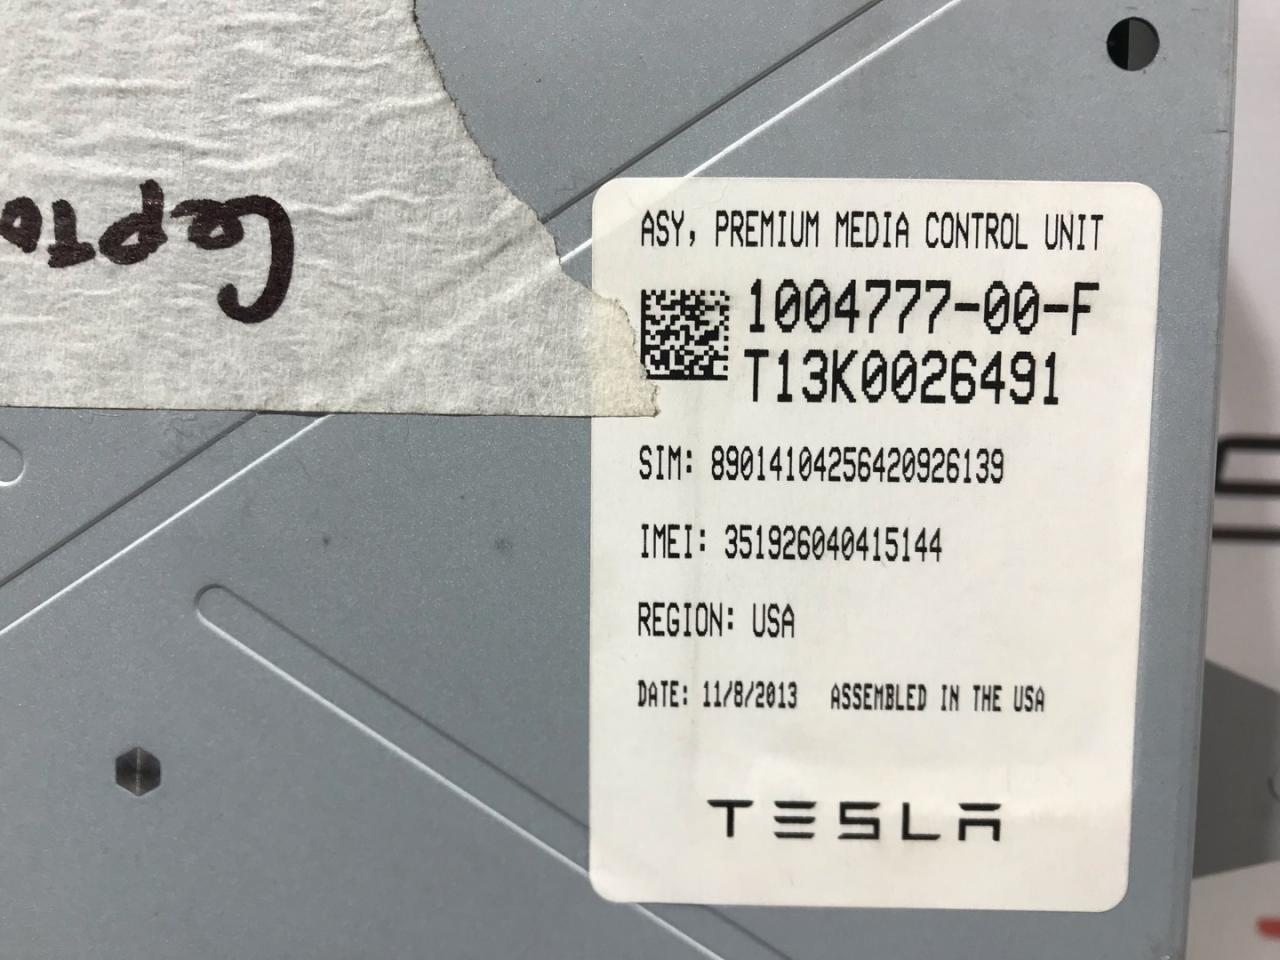 ASY, PREMIUM MEDIA CONTROL UNIT
1004777-00-F
T13K0026491
SIM: 89014104256420926139
IMEI: 351926040415144
REGION: USA
DATE: 11/8/2013 ASSEMBLED IN THE USA
TESLA